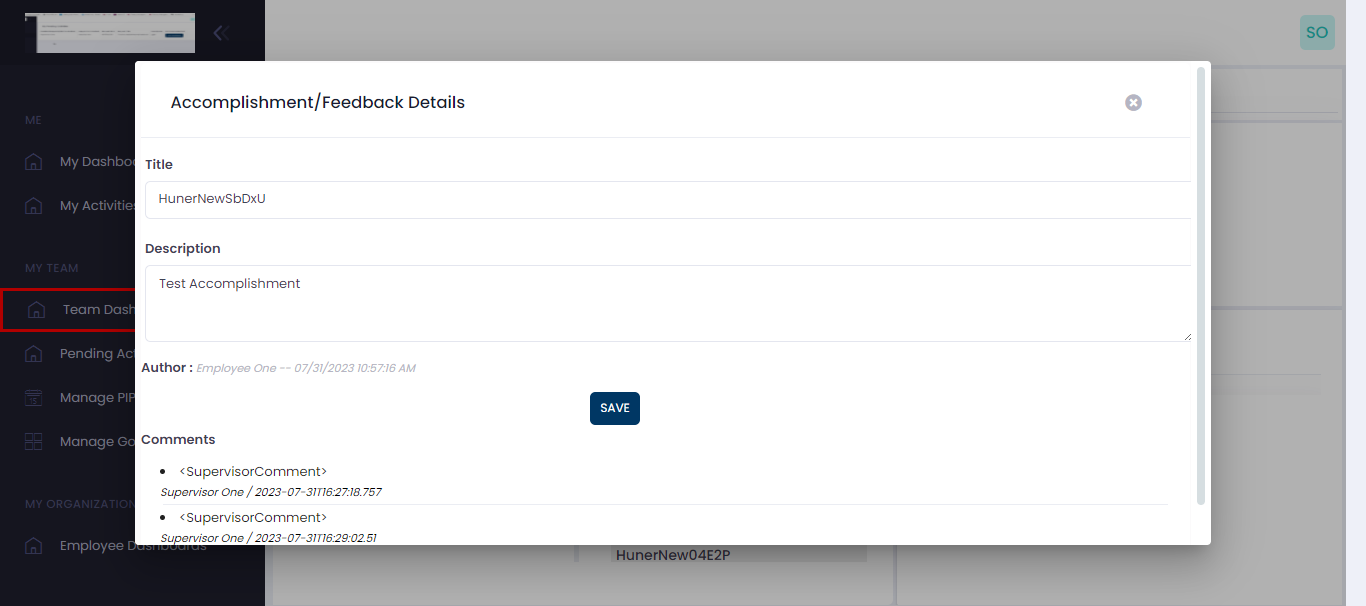 SO
Accomplishment/Feedback Details
ME
My Dashboa
My Activities
MY TEAM
Team Dash
Pending Act
Manage PIP
Manage Go
MY ORGANIZATION
Employee Dashboards
Title
HunerNewSbDxU
Description
Test Accomplishment
Author : Employee One -- 07/31/2023 10:57:16 AM
SAVE
Comments
<SupervisorComment>
Supervisor One / 2023-07-31T16:27:18.757
<SupervisorComment>
Supervisor One / 2023-07-31T16:29:02.51
HunerNew04E2P